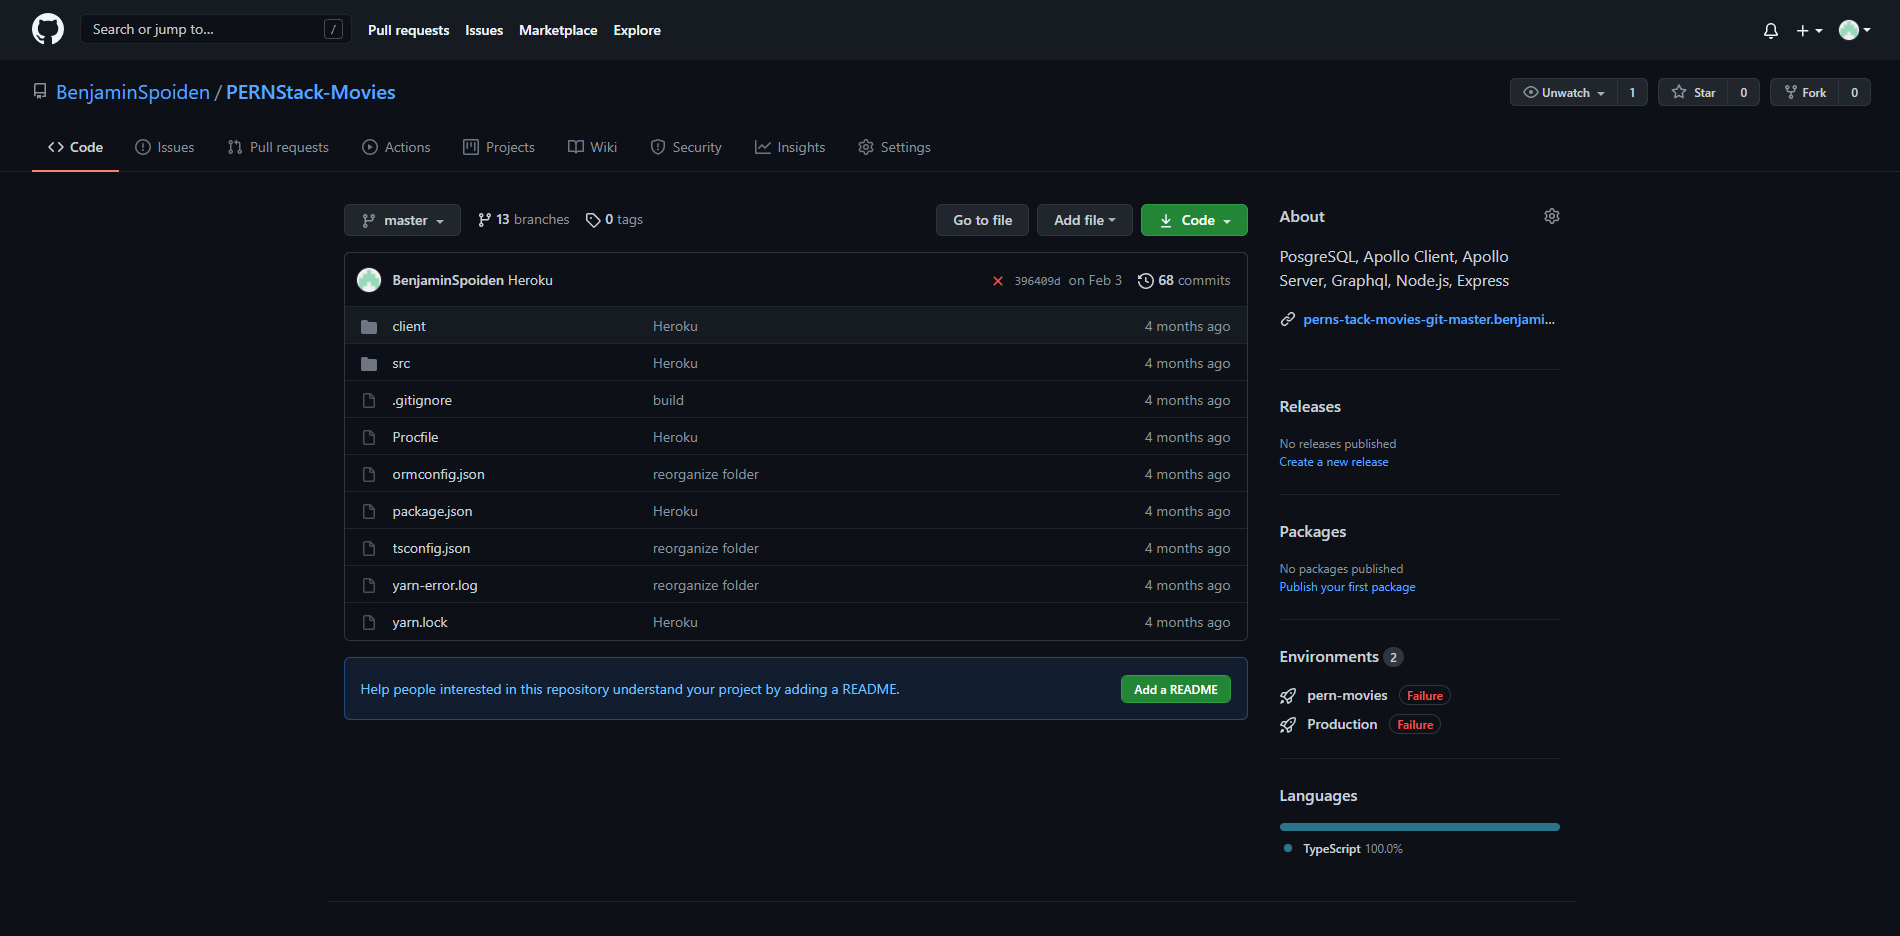 Search or jump to... / Pull requests Issues Marketplace Explore
BenjaminSpoiden / PERNStack-Movies Unwatch 1 Star 0 Fork 0
Code Issues Pull requests Actions Projects Wiki Security Insights Settings
master 13 branches 0 tags Go to file Add file Code
BenjaminSpoiden Heroku 396409d on Feb 3 68 commits
client Heroku 4 months ago
src Heroku 4 months ago
.gitignore build 4 months ago
Procfile Heroku 4 months ago
ormconfig.json reorganize folder 4 months ago
package.json Heroku 4 months ago
tsconfig.json reorganize folder 4 months ago
yarn-error.log reorganize folder 4 months ago
yarn.lock Heroku 4 months ago
Help people interested in this repository understand your project by adding a README. Add a README
About
PosgreSQL, Apollo Client, Apollo
Server, Graphql, Node.js, Express
perns-tack-movies-git-master.benjami...
Releases
No releases published
Create a new release
Packages
No packages published
Publish your first package
Environments 2
pern-movies Failure
Production Failure
Languages
TypeScript 100.0%